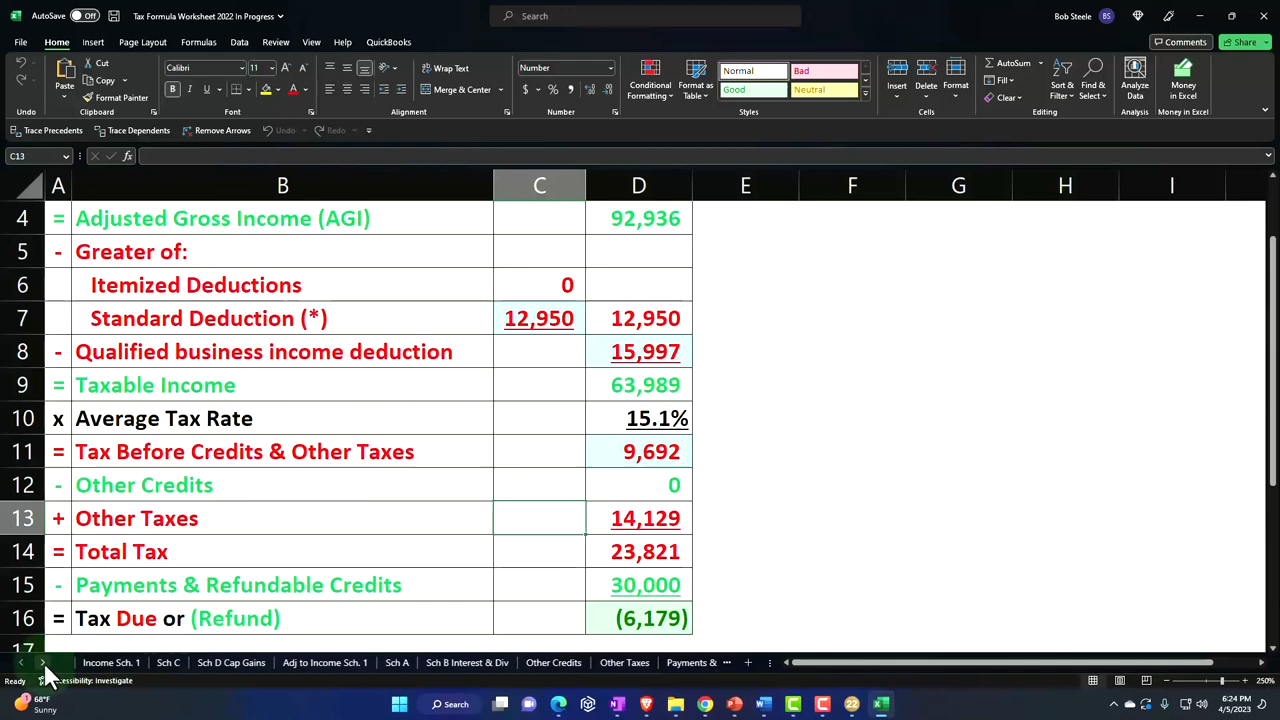 AutoSave Off Tax Formula Worksheet 2022 In Progress Search Bob Steele BS
File Home Insert Page Layout Formulas Data Review View Help QuickBooks Comments Share
Paste Cut Copy Format Painter Calibri 11 B I U Wrap Text Merge & Center Number $ % Conditional Formatting Format as Table Normal Bad Good Neutral Insert Delete Format AutoSum Fill Clear Sort & Filter Find & Select Analyze Data Money in Excel
Undo Clipboard Font Alignment Number Styles Cells Editing Analysis Money in Excel
Trace Precedents Trace Dependents Remove Arrows Undo Redo
C13 fx
A B C D E F G H I
4 = Adjusted Gross Income (AGI) 92,936
5 - Greater of:
6 Itemized Deductions 0
7 Standard Deduction (*) 12,950 12,950
8 - Qualified business income deduction 15,997
9 = Taxable Income 63,989
10 x Average Tax Rate 15.1%
11 = Tax Before Credits & Other Taxes 9,692
12 - Other Credits 0
13 + Other Taxes 14,129
14 = Total Tax 23,821
15 - Payments & Refundable Credits 30,000
16 = Tax Due or (Refund) (6,179)
17
Income Sch. 1 Sch C Sch D Cap Gains Adj to Income Sch. 1 Sch A Sch B Interest & Div Other Credits Other Taxes Payments & ...
Ready Accessibility: Investigate 250%
68°F Sunny Search 6:24 PM 4/5/2023